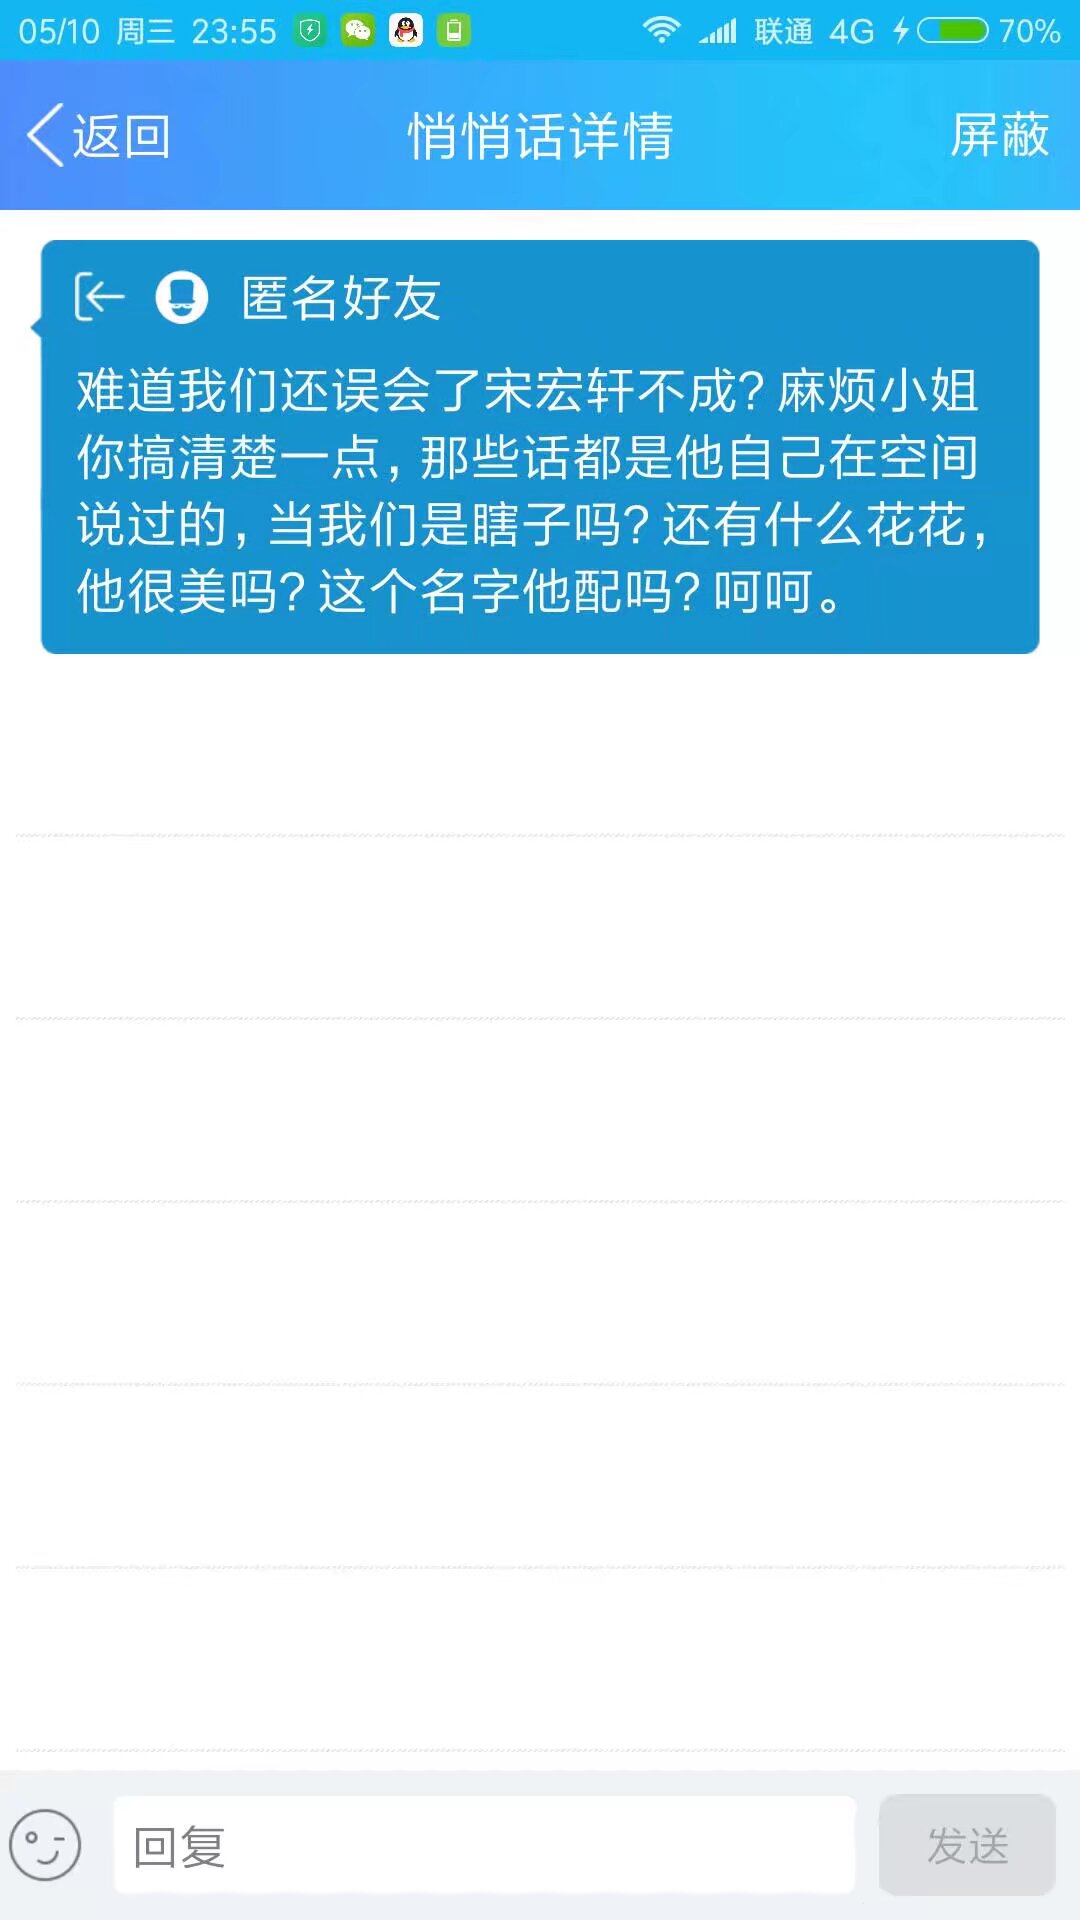 05/10 周三 23:55 联通 4G 70%
返回 悄悄话详情 屏蔽
匿名好友
难道我们还误会了宋宏轩不成？麻烦小姐
你搞清楚一点，那些话都是他自己在空间
说过的，当我们是瞎子吗？还有什么花花，
他很美吗？这个名字他配吗？呵呵。
回复 发送